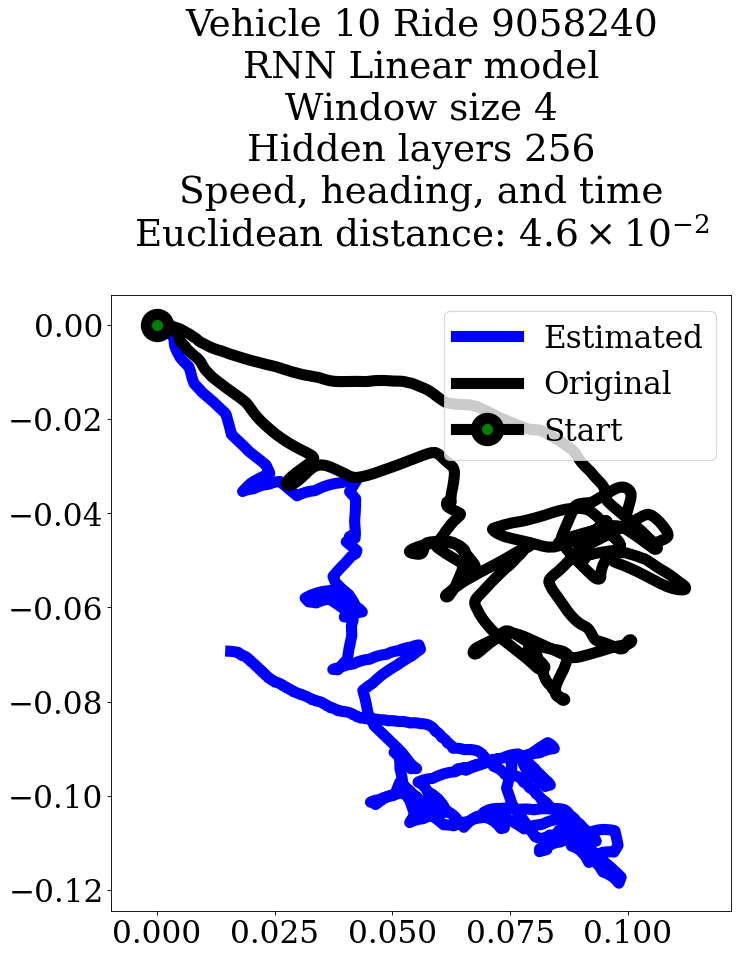 Vehicle 10 Ride 9058240
RNN Linear model
Window size 4
Hidden layers 256
Speed, heading, and time
Euclidean distance: 4.6 × 10⁻²
Estimated
Original
Start
0.00
−0.02
−0.04
−0.06
−0.08
−0.10
−0.12
0.000 0.025 0.050 0.075 0.100